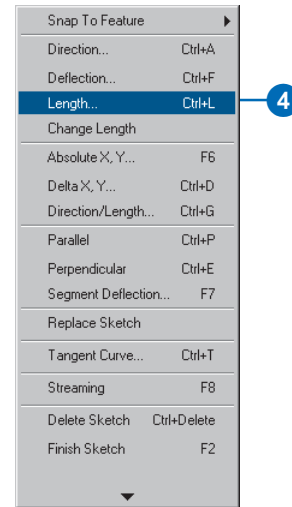 Snap To Feature
Direction... Ctrl+A
Deflection... Ctrl+F
Length... Ctrl+L
4
Change Length
Absolute X, Y... F6
Delta X, Y... Ctrl+D
Direction/Length... Ctrl+G
Parallel Ctrl+P
Perpendicular Ctrl+E
Segment Deflection... F7
Replace Sketch
Tangent Curve... Ctrl+T
Streaming F8
Delete Sketch Ctrl+Delete
Finish Sketch F2